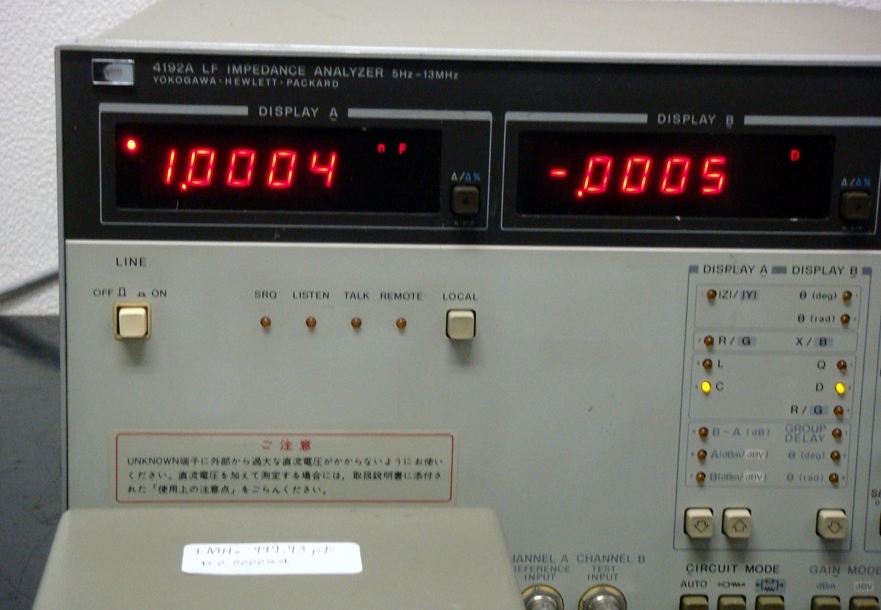 4192A LF IMPEDANCE ANALYZER 5Hz-13MHz
YOKOGAWA·HEWLETT·PACKARD
DISPLAY A
DISPLAY B
1.0004
n F
-.0005
D
Δ/Δ%
Δ/Δ%
LINE
OFF ON
SRQ LISTEN TALK REMOTE LOCAL
DISPLAY A DISPLAY B
|Z|/|Y| θ (deg)
θ (rad)
R/G X/B
L Q
C D
R/G
B-A (dB) GROUP DELAY
A(dBm/dBV) θ (deg)
B(dBm/dBV) θ (rad)
ご注意
UNKNOWN端子に外部から過大な直流電圧がかからないようにお使い
ください。直流電圧を加えて測定する場合には、取扱説明書に添付さ
れた「使用上の注意点」をごらんください。
1MHz 999.93 pF
CHANNEL A CHANNEL B
REFERENCE TEST
INPUT INPUT
CIRCUIT MODE GAIN MODE
AUTO dBm dBV